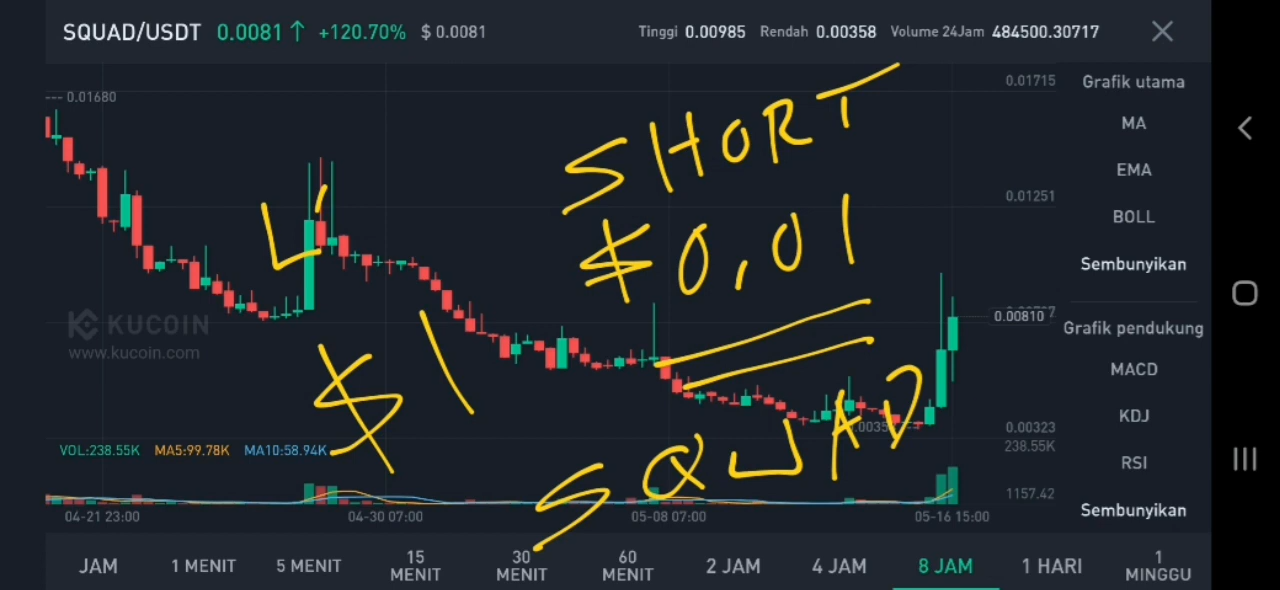 SQUAD/USDT 0.0081 ↑ +120.70% $ 0.0081 Tinggi 0.00985 Rendah 0.00358 Volume 24Jam 484500.30717
0.01680
0.01715
0.01251
0.00810
0.00323
238.55K
1157.42
SHORT
$0,01
$1
SQUAD
KUCOIN
www.kucoin.com
VOL:238.55K MA5:99.78K MA10:58.94K
04-21 23:00 04-30 07:00 05-08 07:00 05-16 15:00
Grafik utama
MA
EMA
BOLL
Sembunyikan
Grafik pendukung
MACD
KDJ
RSI
Sembunyikan
JAM 1 MENIT 5 MENIT 15 MENIT 30 MENIT 60 MENIT 2 JAM 4 JAM 8 JAM 1 HARI 1 MINGGU